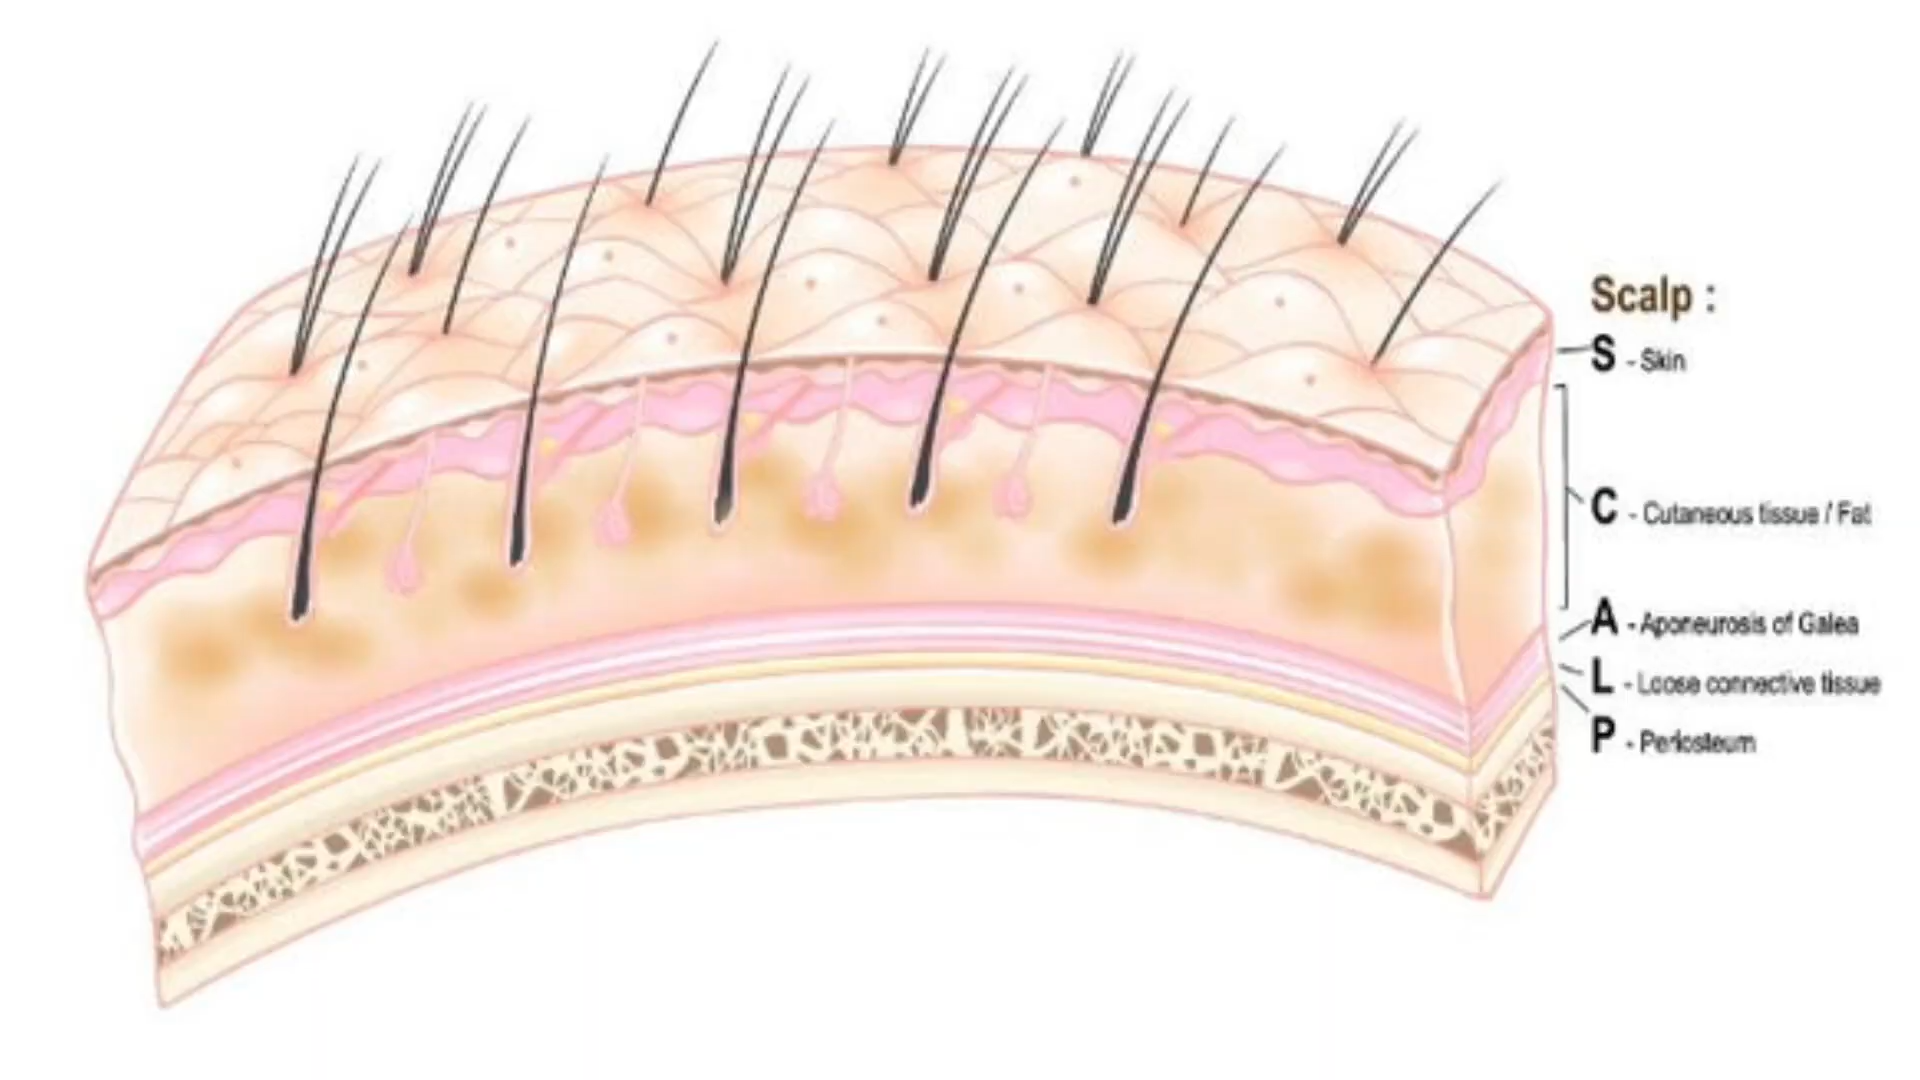 Scalp :
S - Skin
C - Cutaneous tissue / Fat
A - Aponeurosis of Galea
L - Loose connective tissue
P - Periosteum